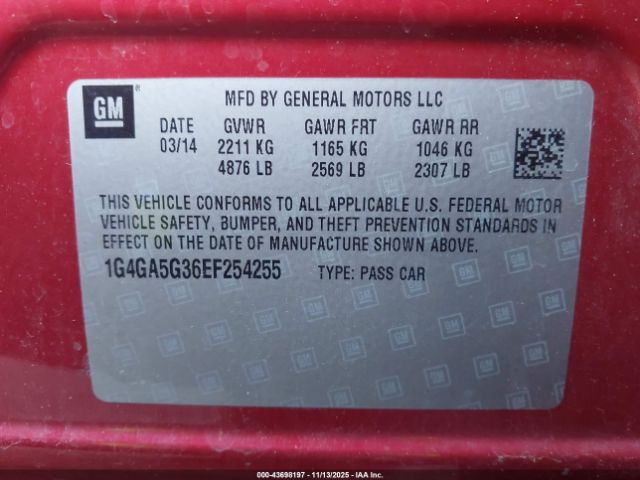 GM ®
MFD BY GENERAL MOTORS LLC
DATE GVWR GAWR FRT GAWR RR
03/14 2211 KG 1165 KG 1046 KG
4876 LB 2569 LB 2307 LB
THIS VEHICLE CONFORMS TO ALL APPLICABLE U.S. FEDERAL MOTOR
VEHICLE SAFETY, BUMPER, AND THEFT PREVENTION STANDARDS IN
EFFECT ON THE DATE OF MANUFACTURE SHOWN ABOVE.
1G4GA5G36EF254255 TYPE: PASS CAR
000-43698197 - 11/13/2025 - IAA Inc.